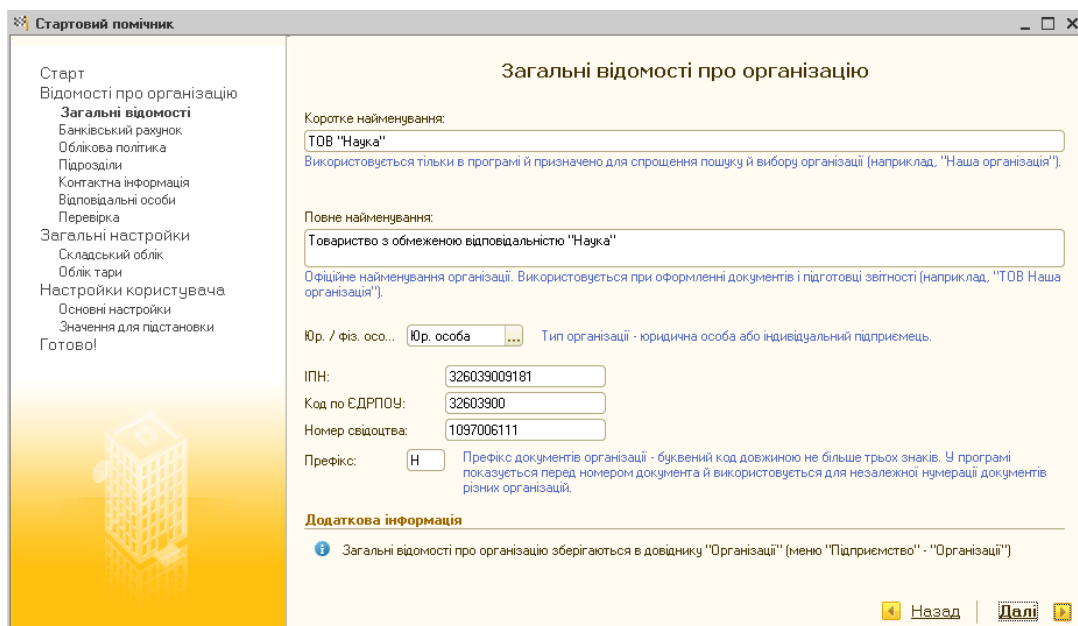 Стартовий помічник
Старт
Відомості про організацію
Загальні відомості
Банківський рахунок
Облікова політика
Підрозділи
Контактна інформація
Відповідальні особи
Перевірка
Загальні настройки
Складський облік
Облік тари
Настройки користувача
Основні настройки
Значення для підстановки
Готово!
Загальні відомості про організацію
Коротке найменування:
ТОВ "Наука"
Використовується тільки в програмі й призначено для спрощення пошуку й вибору організації (наприклад, "Наша організація").
Повне найменування:
Товариство з обмеженою відповідальністю "Наука"
Офіційне найменування організації. Використовується при оформленні документів і підготовці звітності (наприклад, "ТОВ Наша
організація").
Юр. / фіз. осо... Юр. особа ... Тип організації - юридична особа або індивідуальний підприємець.
ІПН: 326039009181
Код по ЄДРПОУ: 32603900
Номер свідоцтва: 1097006111
Префікс: Н Префікс документів організації - буквений код довжиною не більше трьох знаків. У програмі
показується перед номером документа й використовується для незалежної нумерації документів
різних організацій.
Додаткова інформація
Загальні відомості про організацію зберігаються в довіднику "Організації" (меню "Підприємство" - "Організації")
Назад Далі